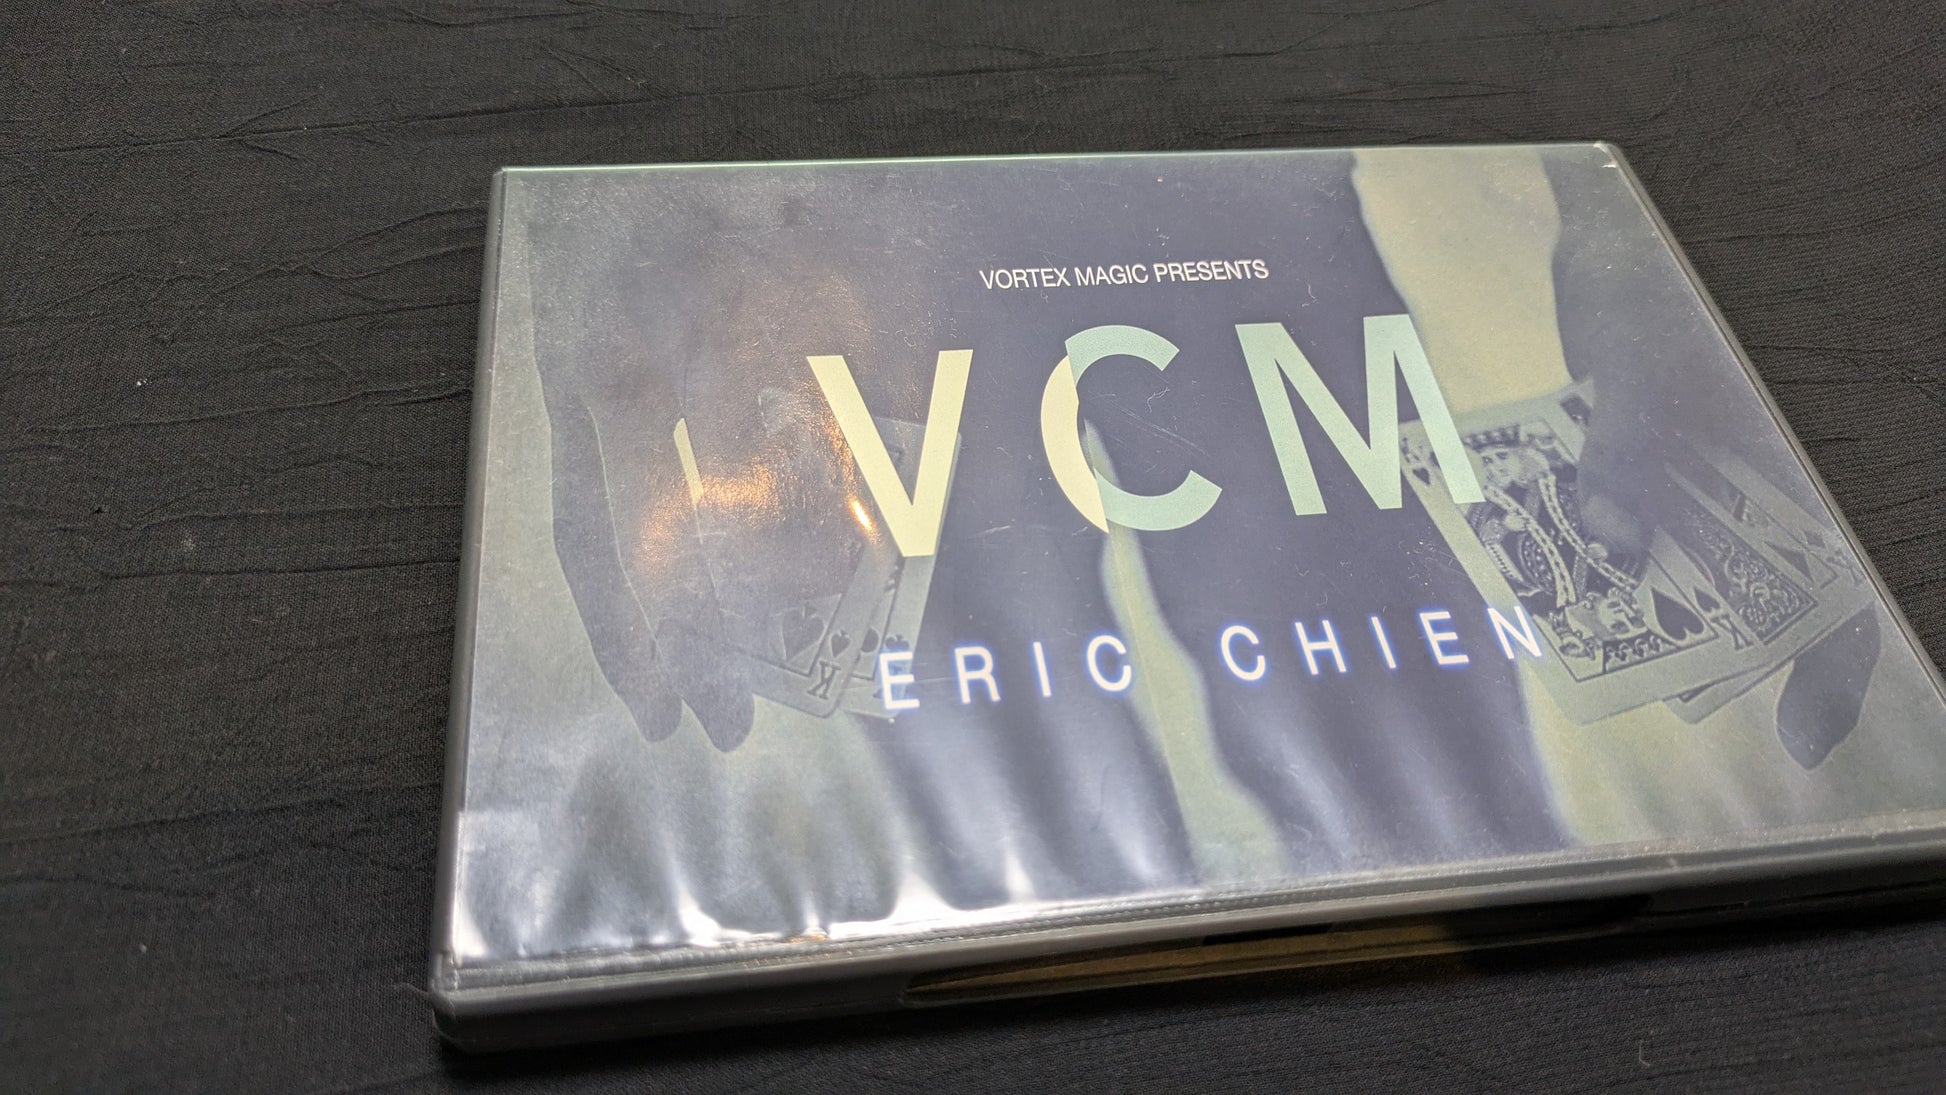 VORTEX MAGIC PRESENTS
VCM
ERIC CHIEN
K
K